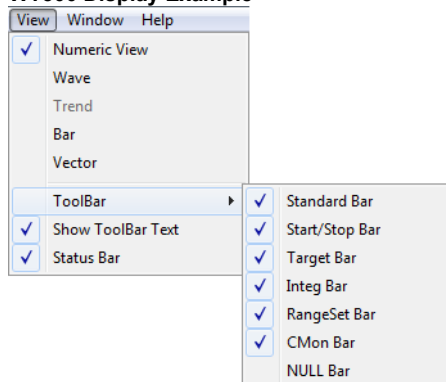 View Window Help
Numeric View
Wave
Trend
Bar
Vector
ToolBar Standard Bar
Show ToolBar Text Start/Stop Bar
Status Bar Target Bar
Integ Bar
RangeSet Bar
CMon Bar
NULL Bar